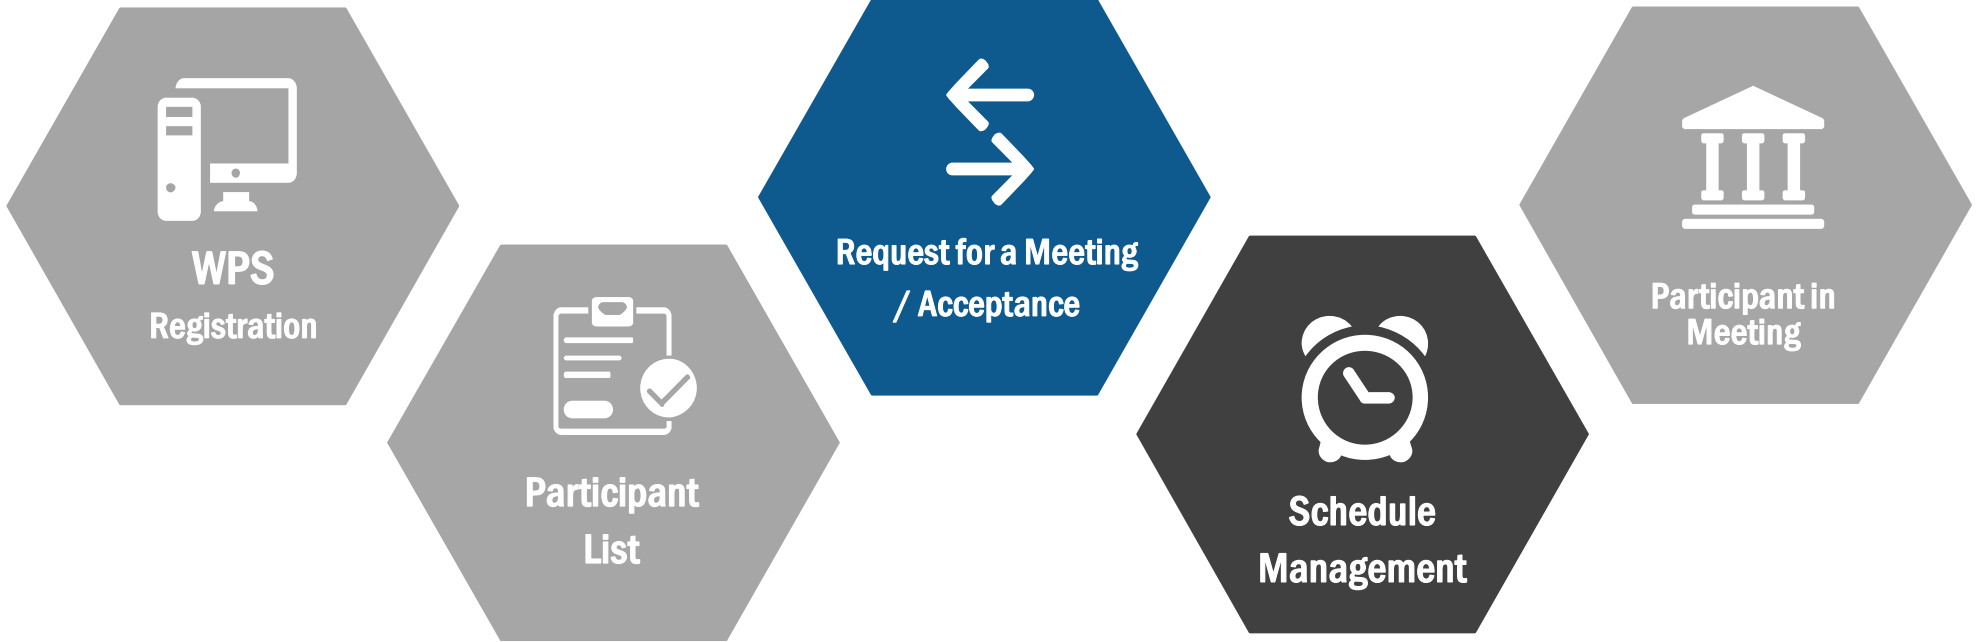 WPS
Registration
Participant
List
Request for a Meeting
/ Acceptance
Schedule
Management
Participant in
Meeting